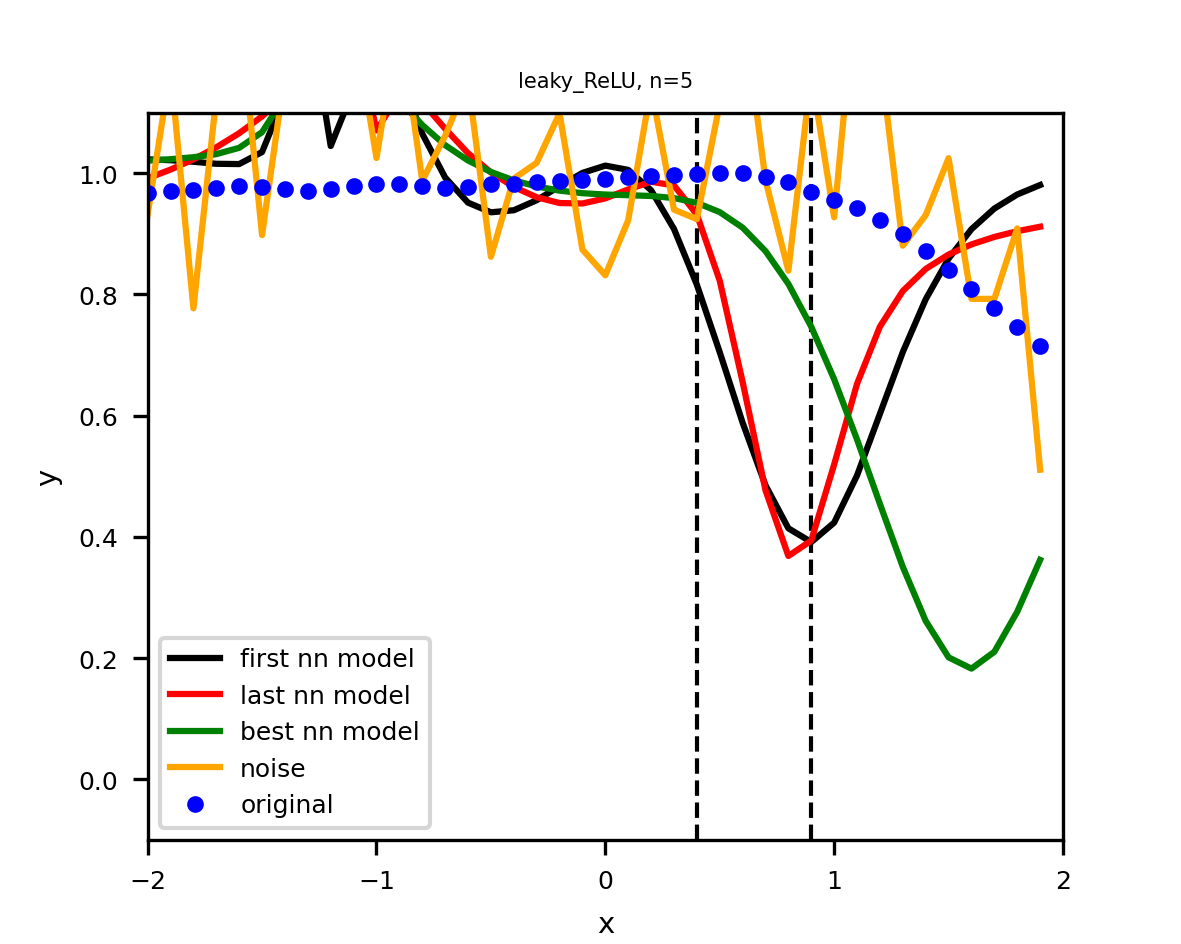 leaky_ReLU, n=5
1.0
0.8
0.6
0.4
0.2
0.0
y
first nn model
last nn model
best nn model
noise
original
−2
−1
0
1
2
x